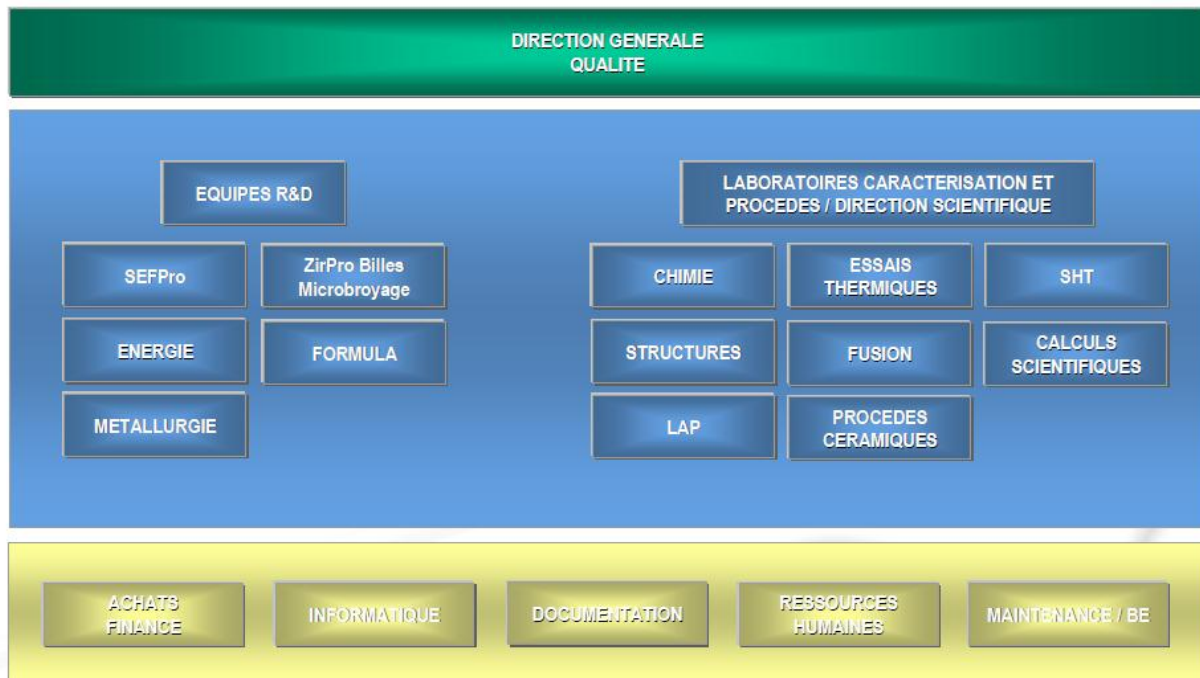 DIRECTION GENERALE
QUALITE
EQUIPES R&D
LABORATOIRES CARACTERISATION ET
PROCEDES / DIRECTION SCIENTIFIQUE
SEFPro
ZirPro Billes
Microbroyage
ENERGIE
FORMULA
METALLURGIE
CHIMIE
ESSAIS
THERMIQUES
SHT
STRUCTURES
FUSION
CALCULS
SCIENTIFIQUES
LAP
PROCEDES
CERAMIQUES
ACHATS
FINANCE
INFORMATIQUE
DOCUMENTATION
RESSOURCES
HUMAINES
MAINTENANCE / BE